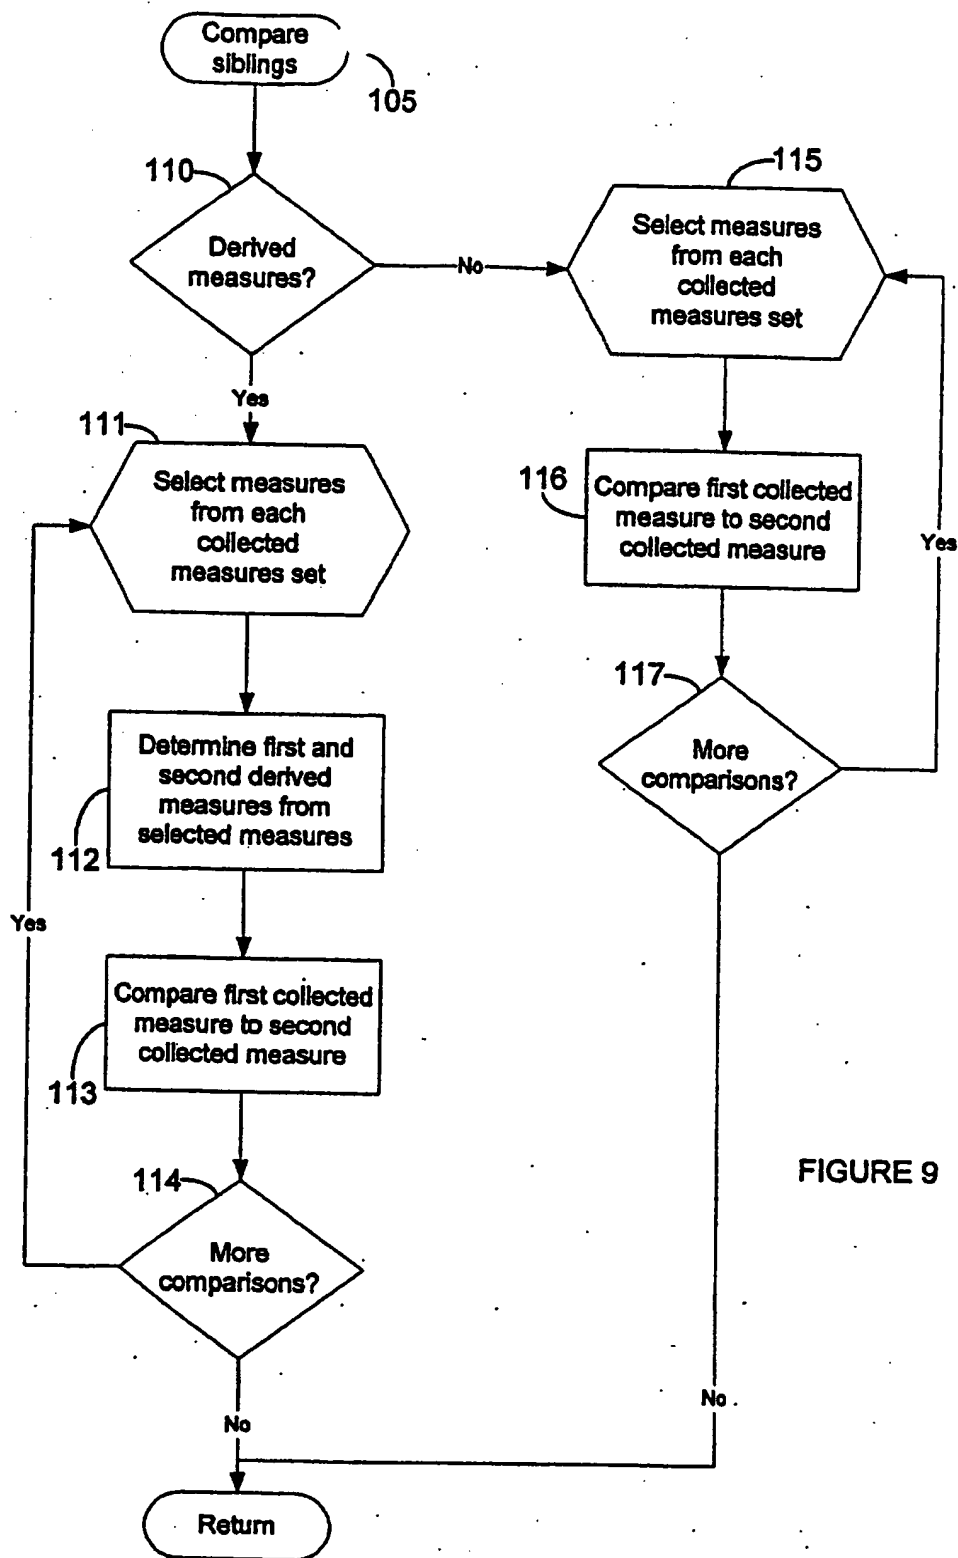 Compare
siblings
105
110
Derived
measures?
No
115
Select measures
from each
collected
measures set
Yes
111
Select measures
from each
collected
measures set
116
Compare first collected
measure to second
collected measure
Yes
117
More
comparisons?
Determine first and
second derived
measures from
selected measures
112
Yes
Compare first collected
measure to second
collected measure
113
114
More
comparisons?
FIGURE 9
No
No
Return